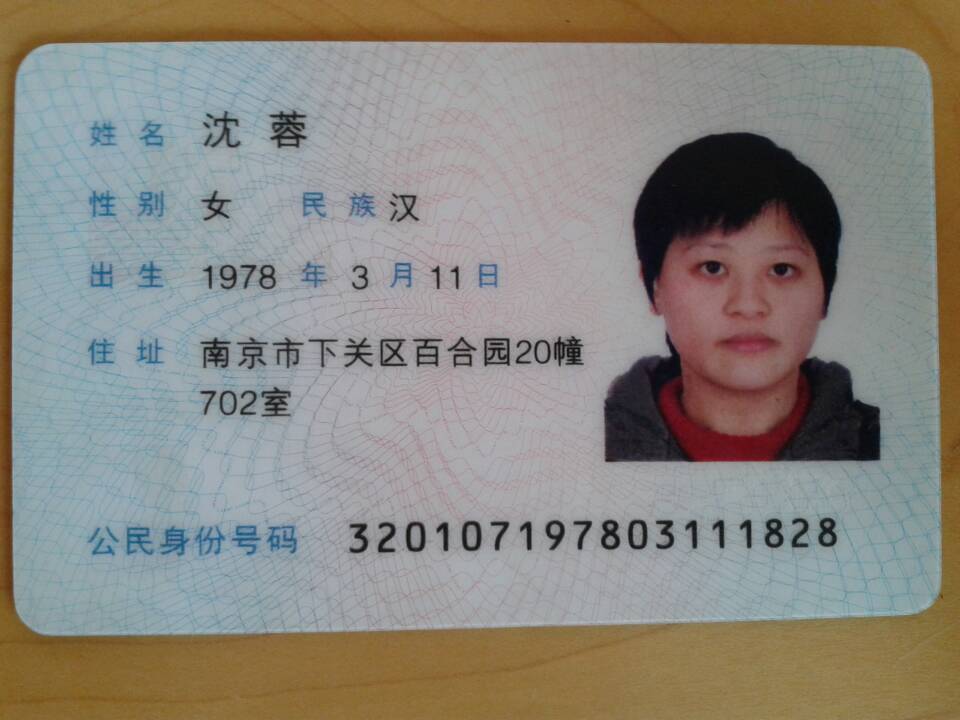 姓名 沈蓉
性别 女 民族 汉
出生 1978 年 3 月 11 日
住址 南京市下关区百合园20幢
702室
公民身份号码 320107197803111828